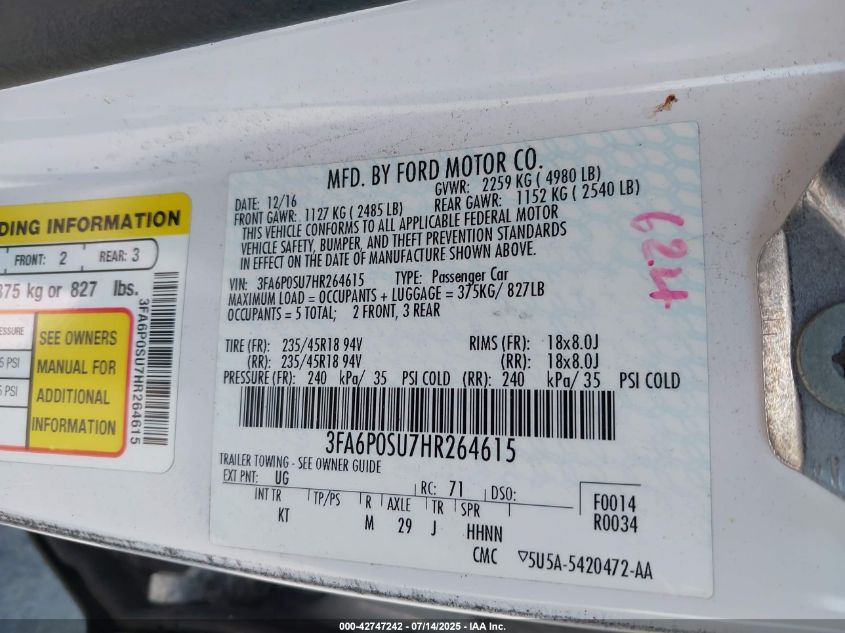 DING INFORMATION
FRONT: 2 REAR: 3
375 kg or 827 lbs.
PRESSURE
SEE OWNERS
MANUAL FOR
ADDITIONAL
INFORMATION
PSI
PSI
3FA6P0SU7HR264615
MFD. BY FORD MOTOR CO.
DATE: 12/16 GVWR: 2259 KG ( 4980 LB)
FRONT GAWR: 1127 KG ( 2485 LB) REAR GAWR: 1152 KG ( 2540 LB)
THIS VEHICLE CONFORMS TO ALL APPLICABLE FEDERAL MOTOR
VEHICLE SAFETY, BUMPER, AND THEFT PREVENTION STANDARDS
IN EFFECT ON THE DATE OF MANUFACTURE SHOWN ABOVE.
VIN: 3FA6P0SU7HR264615 TYPE: Passenger Car
MAXIMUM LOAD = OCCUPANTS + LUGGAGE = 375KG/ 827LB
OCCUPANTS = 5 TOTAL; 2 FRONT, 3 REAR
TIRE (FR): 235/45R18 94V RIMS (FR): 18x8.0J
(RR): 235/45R18 94V (RR): 18x8.0J
PRESSURE (FR): 240 kPa/ 35 PSI COLD (RR): 240 kPa/ 35 PSI COLD
3FA6P0SU7HR264615
TRAILER TOWING - SEE OWNER GUIDE
EXT PNT: UG RC: 71 DSO:
INT TR TP/PS R AXLE TR SPR
KT M 29 J HHNN
F0014
R0034
CMC ▽5U5A-5420472-AA
624
000-42747242 / 07/14/2025 - IAA Inc.